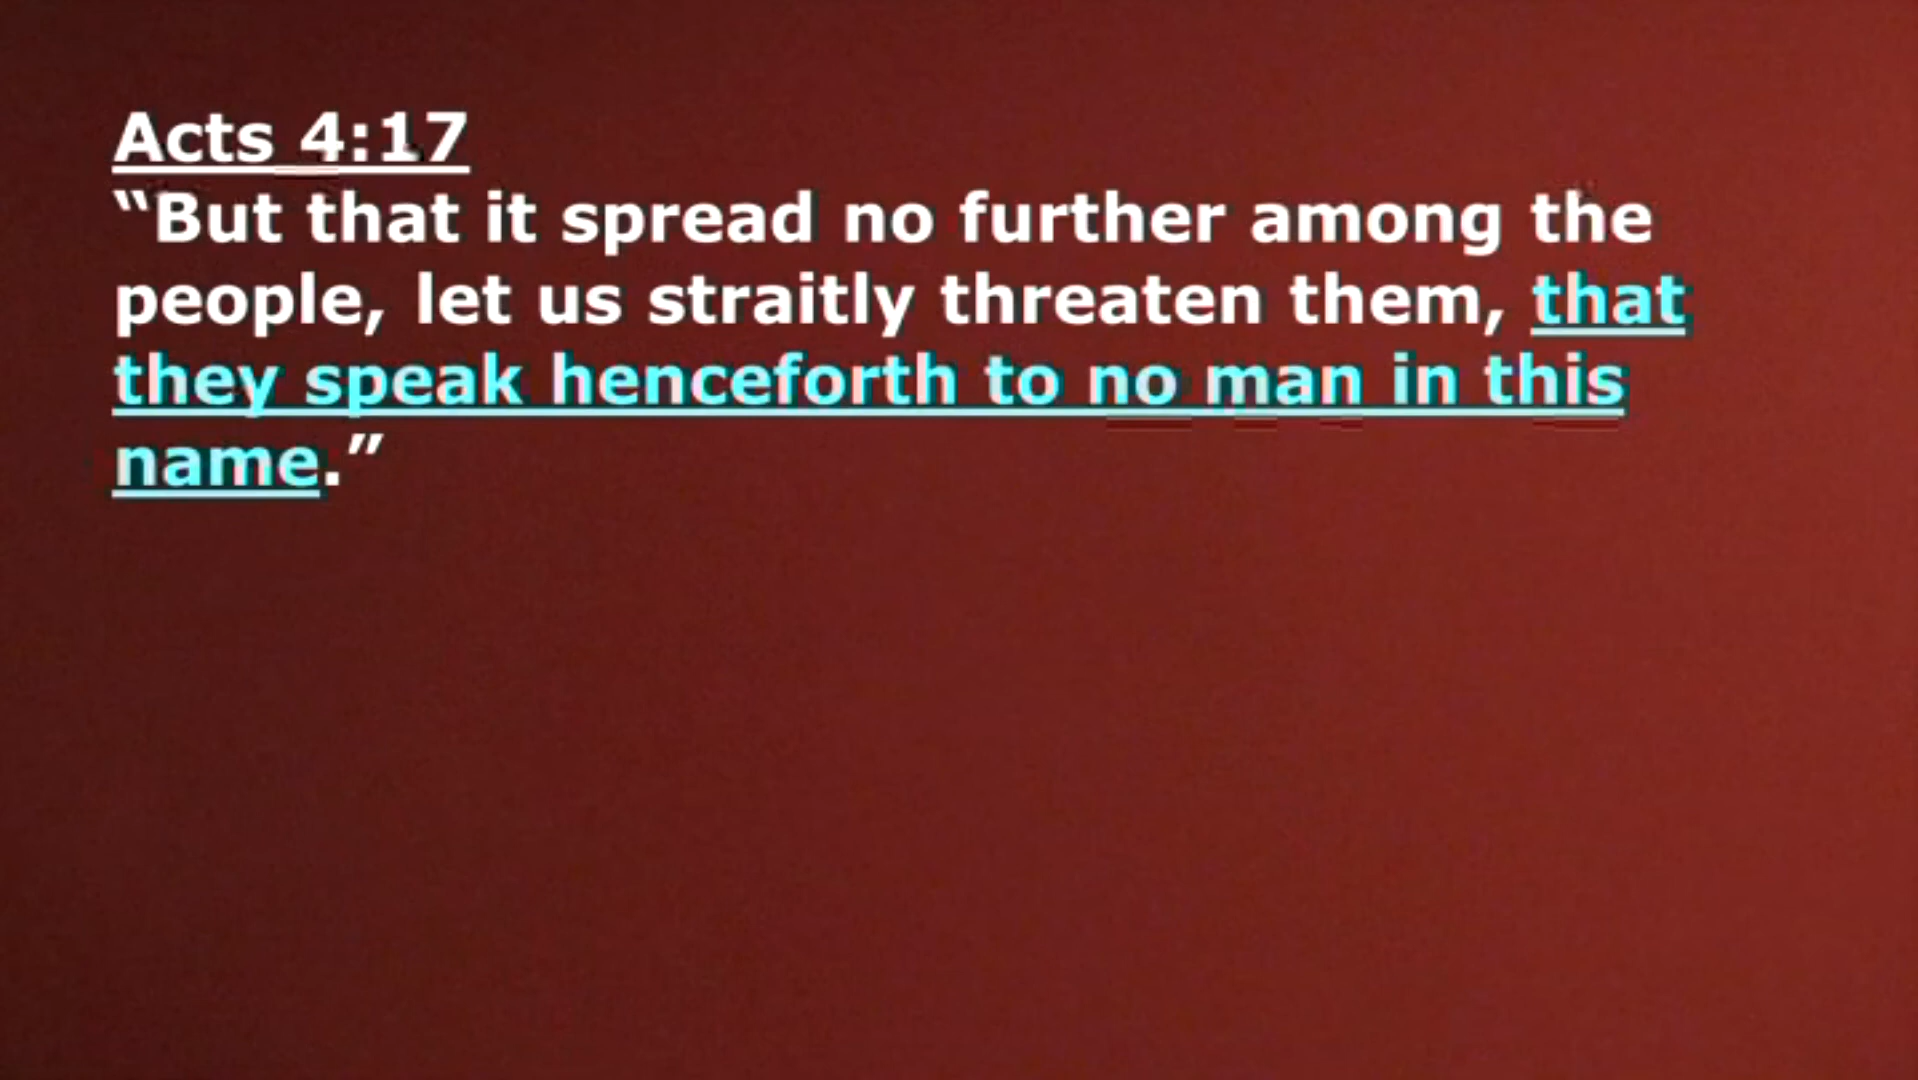 Acts 4:17
“But that it spread no further among the
people, let us straitly threaten them, that
they speak henceforth to no man in this
name.”